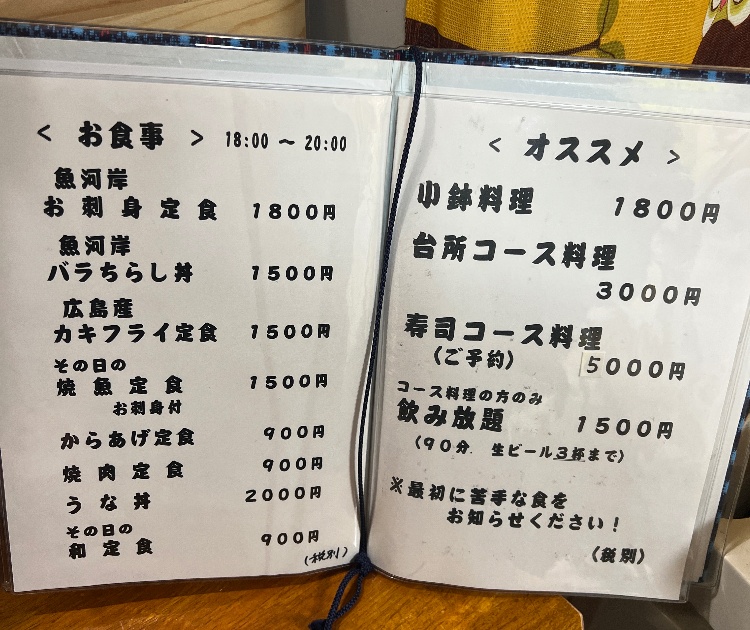 < お食事 > 18:00 ~ 20:00
魚河岸
お刺身定食 1800円
魚河岸
バラちらし丼 1500円
広島産
カキフライ定食 1500円
その日の
焼魚定食 1500円
お刺身付
からあげ定食 900円
焼肉定食 900円
うな丼 2000円
その日の
和定食 900円
(税別)
< オススメ >
小鉢料理 1800円
台所コース料理
3000円
寿司コース料理
(ご予約) 5000円
コース料理の方のみ
飲み放題 1500円
(90分 生ビール3杯まで)
※最初に苦手な食を
お知らせください!
(税別)